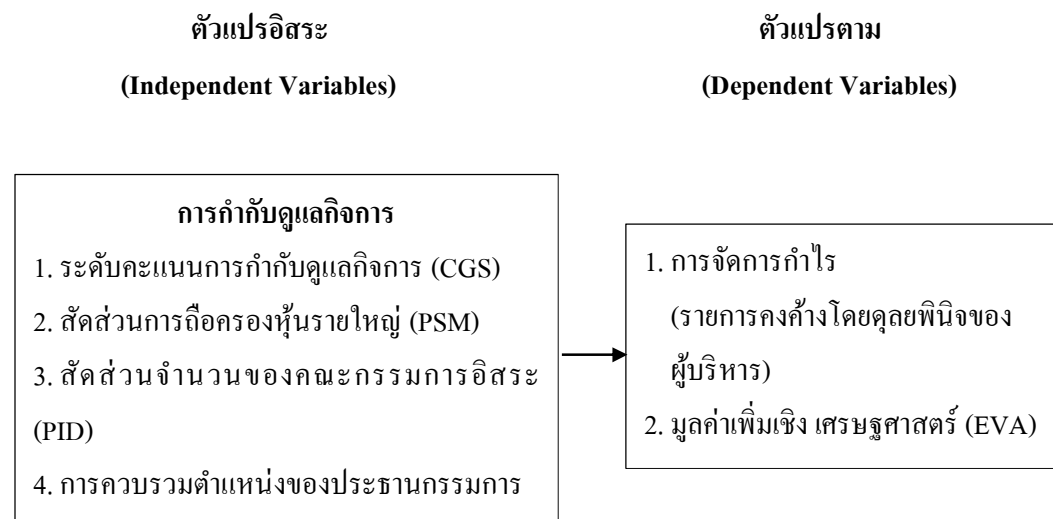 ตัวแปรอิสระ
(Independent Variables)
ตัวแปรตาม
(Dependent Variables)
การกำกับดูแลกิจการ
1. ระดับคะแนนการกำกับดูแลกิจการ (CGS)
2. สัดส่วนการถือครองหุ้นรายใหญ่ (PSM)
3. สัดส่วนจำนวนของคณะกรรมการอิสระ
(PID)
4. การควบรวมตำแหน่งของประธานกรรมการ
1. การจัดการกำไร
(รายการคงค้างโดยดุลยพินิจของ
ผู้บริหาร)
2. มูลค่าเพิ่มเชิง เศรษฐศาสตร์ (EVA)